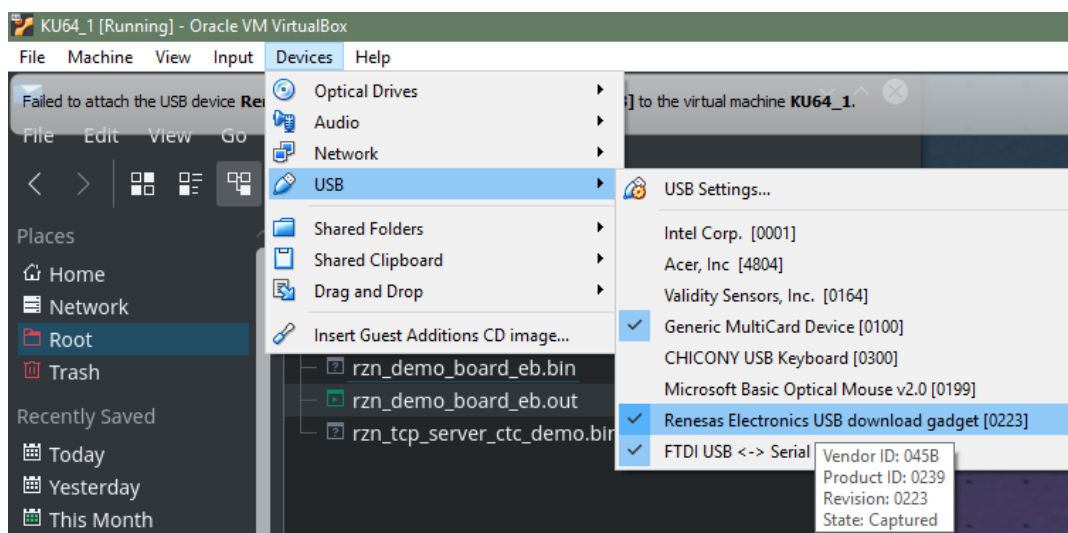 KU64_1 [Running] - Oracle VM VirtualBox
File Machine View Input Devices Help
Failed to attach the USB device Re
] to the virtual machine KU64_1.
File Edit View Go
Places
Home
Network
Root
Trash
Recently Saved
Today
Yesterday
This Month
Optical Drives
Audio
Network
USB
Shared Folders
Shared Clipboard
Drag and Drop
Insert Guest Additions CD image...
rzn_demo_board_eb.bin
rzn_demo_board_eb.out
rzn_tcp_server_ctc_demo.bin
USB Settings...
Intel Corp. [0001]
Acer, Inc [4804]
Validity Sensors, Inc. [0164]
Generic MultiCard Device [0100]
CHICONY USB Keyboard [0300]
Microsoft Basic Optical Mouse v2.0 [0199]
Renesas Electronics USB download gadget [0223]
FTDI USB <-> Serial
Vendor ID: 045B
Product ID: 0239
Revision: 0223
State: Captured